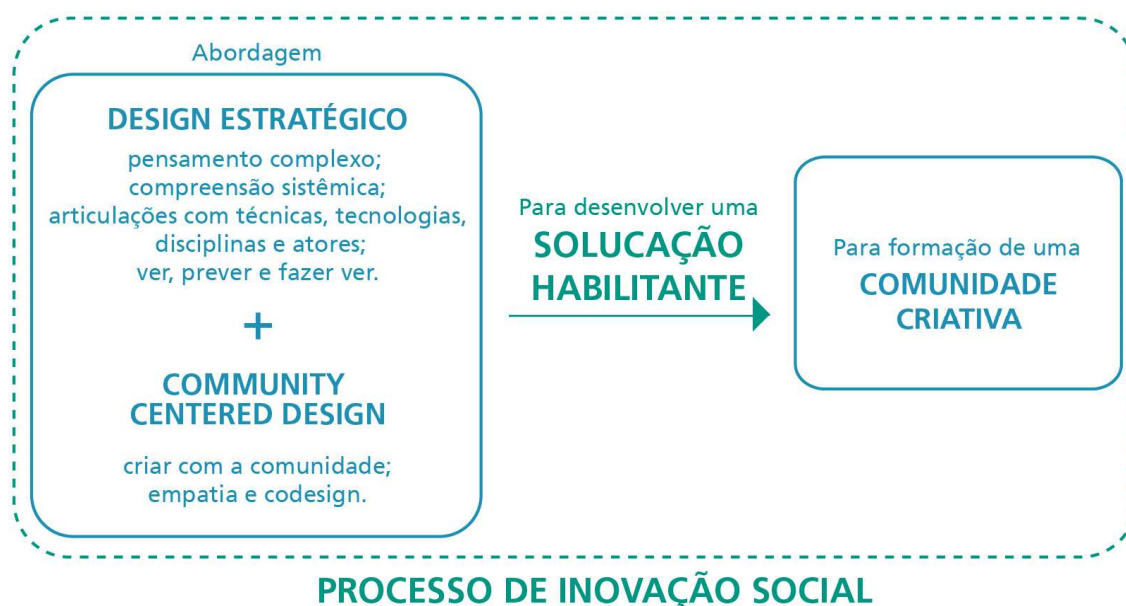 Abordagem
DESIGN ESTRATÉGICO
pensamento complexo;
compreensão sistêmica;
articulações com técnicas, tecnologias,
disciplinas e atores;
ver, prever e fazer ver.
+
COMMUNITY
CENTERED DESIGN
criar com a comunidade;
empatia e codesign.
Para desenvolver uma
SOLUCAÇÃO
HABILITANTE
Para formação de uma
COMUNIDADE
CRIATIVA
PROCESSO DE INOVAÇÃO SOCIAL